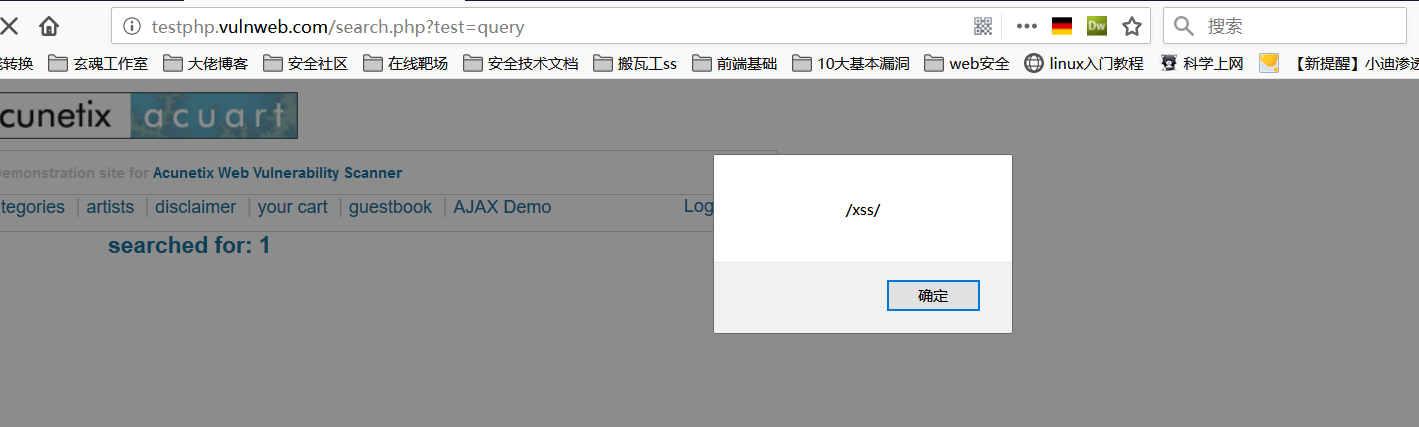 testphp.vulnweb.com/search.php?test=query
搜索
转换 玄魂工作室 大佬博客 安全社区 在线靶场 安全技术文档 搬瓦工ss 前端基础 10大基本漏洞 web安全 linux入门教程 科学上网 【新提醒】小迪渗透
cunetix acuart
emonstration site for Acunetix Web Vulnerability Scanner
tegories | artists | disclaimer | your cart | guestbook | AJAX Demo Log
searched for: 1
/xss/
确定